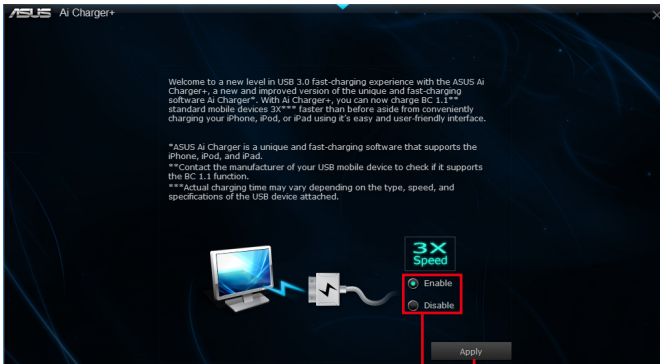 ASUS Ai Charger+
Welcome to a new level in USB 3.0 fast-charging experience with the ASUS Ai
Charger+, a new and improved version of the unique and fast-charging
software Ai Charger*. With Ai Charger+, you can now charge BC 1.1**
standard mobile devices 3X*** faster than before aside from conveniently
charging your iPhone, iPod, or iPad using it's easy and user-friendly interface.
*ASUS Ai Charger is a unique and fast-charging software that supports the
iPhone, iPod, and iPad.
**Contact the manufacturer of your USB mobile device to check if it supports
the BC 1.1 function.
***Actual charging time may vary depending on the type, speed, and
specifications of the USB device attached.
3X
Speed
Enable
Disable
Apply